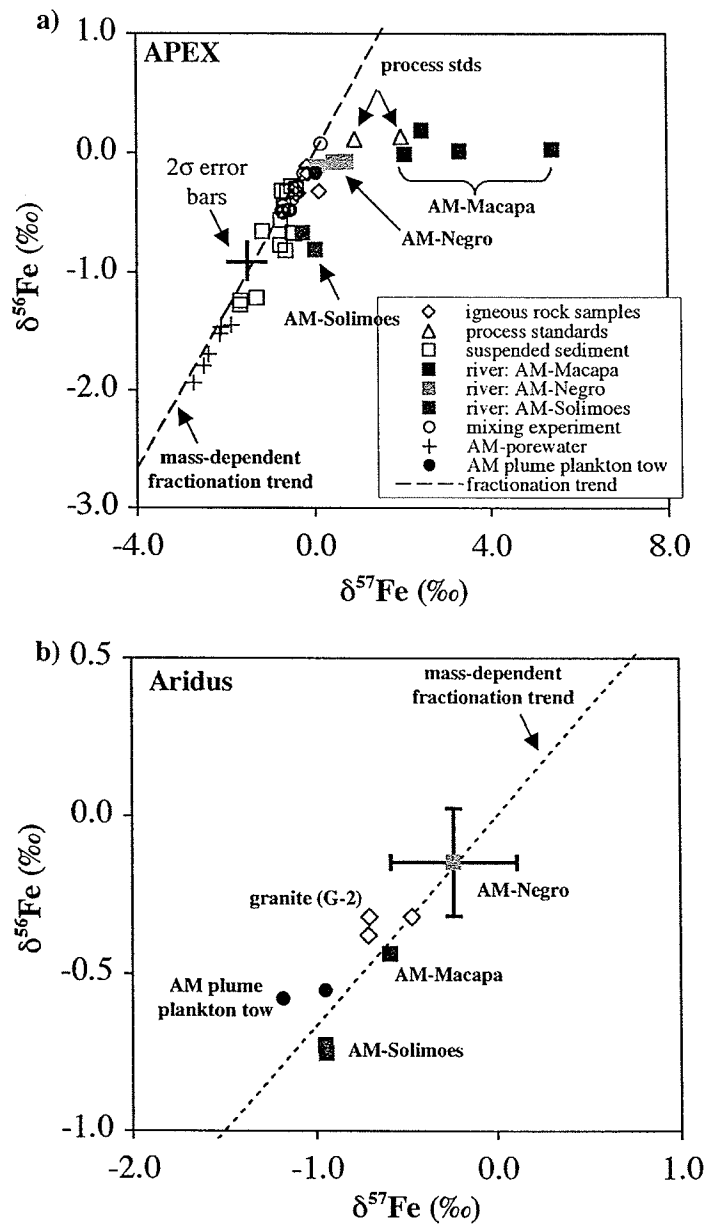 a)
APEX
1.0
0.0
-1.0
-2.0
-3.0
δ⁵⁶Fe (‰)
process stds
2σ error
bars
AM-Macapa
AM-Negro
AM-Solimoes
mass-dependent
fractionation trend
igneous rock samples
process standards
suspended sediment
river: AM-Macapa
river: AM-Negro
river: AM-Solimoes
mixing experiment
AM-porewater
AM plume plankton tow
fractionation trend
-4.0 0.0 4.0 8.0
δ⁵⁷Fe (‰)
b)
Aridus
0.5
0.0
-0.5
-1.0
δ⁵⁶Fe (‰)
mass-dependent
fractionation trend
granite (G-2)
AM-Negro
AM-Macapa
AM plume
plankton tow
AM-Solimoes
-2.0 -1.0 0.0 1.0
δ⁵⁷Fe (‰)